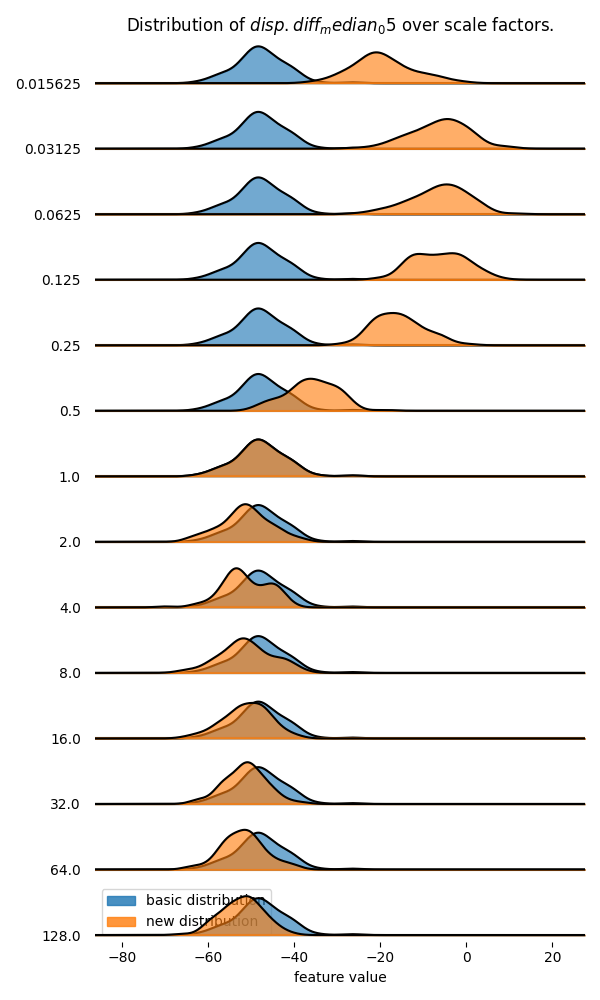 Distribution of disp. diffₘedian₀5 over scale factors.
0.015625
0.03125
0.0625
0.125
0.25
0.5
1.0
2.0
4.0
8.0
16.0
32.0
64.0
basic distribution
new distribution
128.0
−80 −60 −40 −20 0 20
feature value